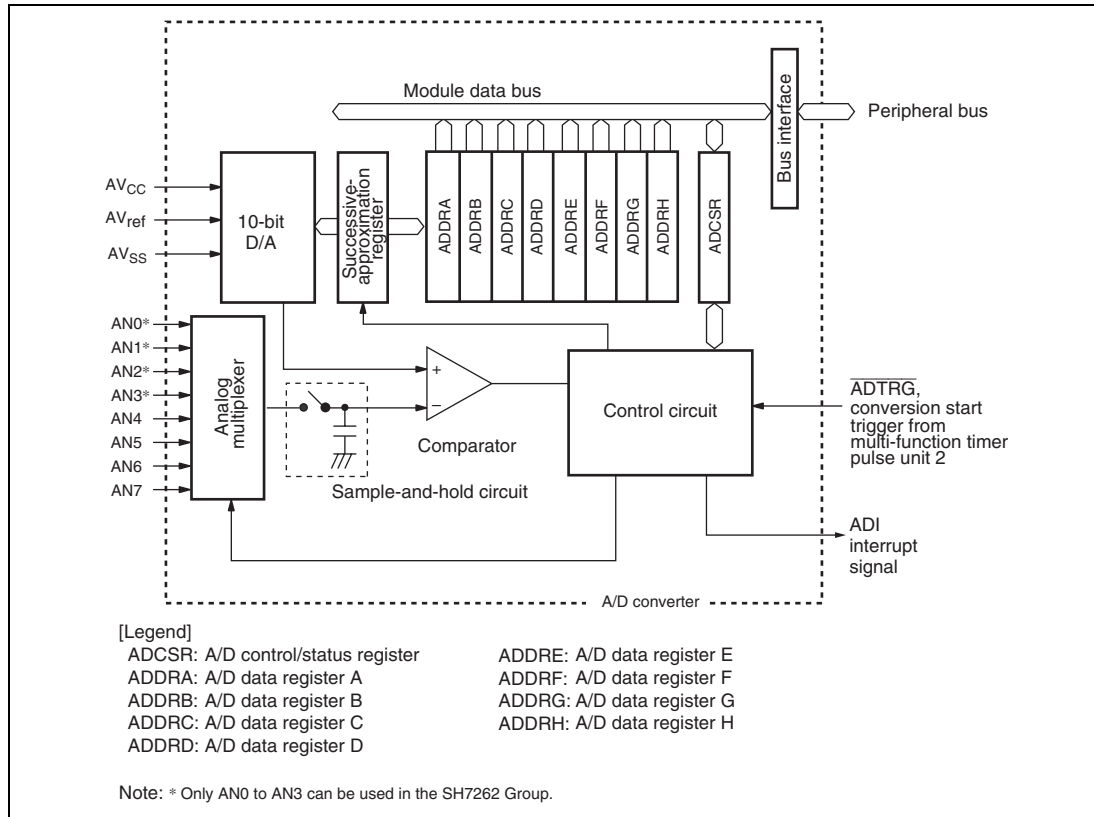 Module data bus
Bus interface
Peripheral bus
AVCC
AVref
AVSS
10-bit
D/A
Successive-
approximation
register
ADDRA
ADDRB
ADDRC
ADDRD
ADDRE
ADDRF
ADDRG
ADDRH
ADCSR
AN0*
AN1*
AN2*
AN3*
AN4
AN5
AN6
AN7
Analog
multiplexer
+
−
Comparator
Sample-and-hold circuit
Control circuit
ADTRG,
conversion start
trigger from
multi-function timer
pulse unit 2
ADI
interrupt
signal
A/D converter
[Legend]
ADCSR: A/D control/status register
ADDRA: A/D data register A
ADDRB: A/D data register B
ADDRC: A/D data register C
ADDRD: A/D data register D
ADDRE: A/D data register E
ADDRF: A/D data register F
ADDRG: A/D data register G
ADDRH: A/D data register H
Note: * Only AN0 to AN3 can be used in the SH7262 Group.